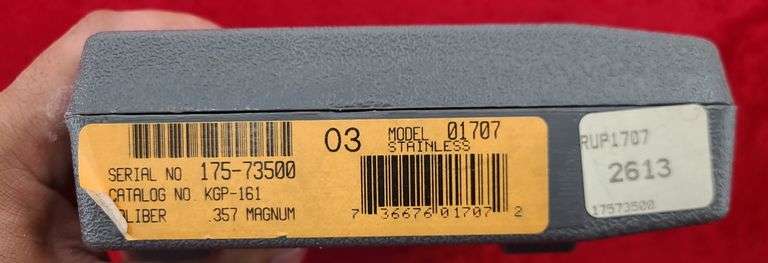 SERIAL NO 175-73500
CATALOG NO. KGP-161
LIBER .357 MAGNUM
03
MODEL 01707
STAINLESS
7 36676 01707 2
RUP1707
2613
17573500